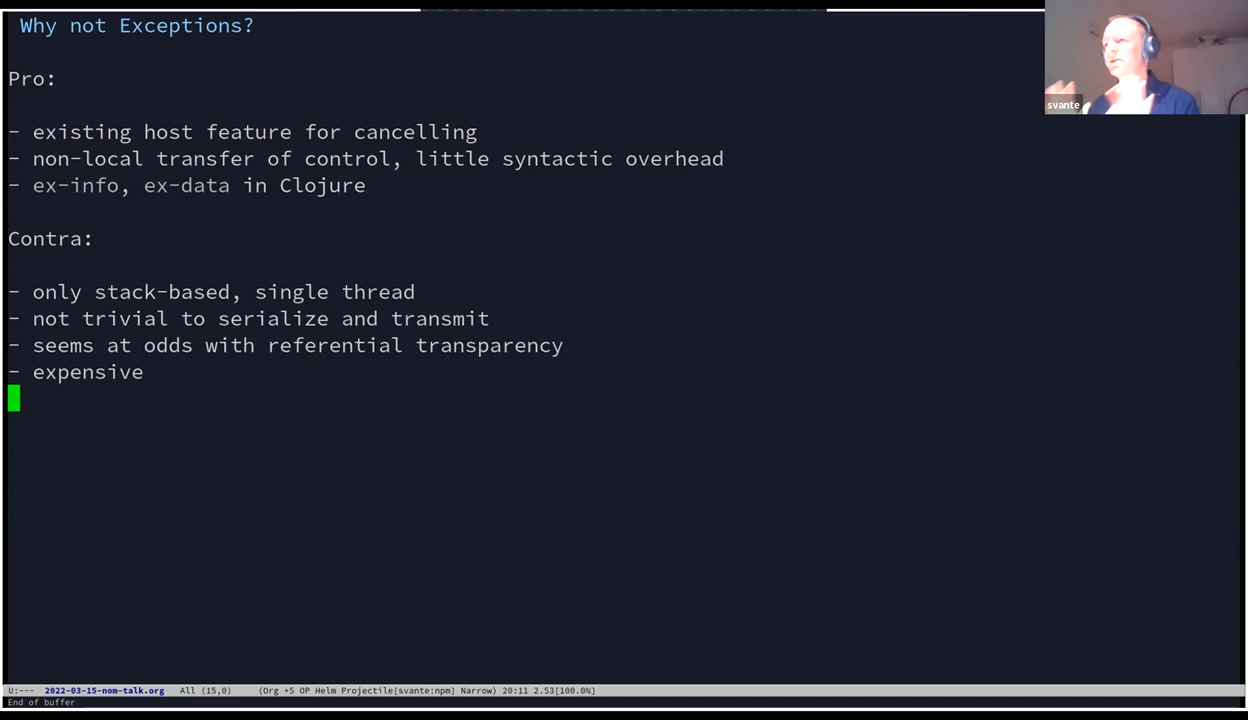 Why not Exceptions?
svante
Pro:
- existing host feature for cancelling
- non-local transfer of control, little syntactic overhead
- ex-info, ex-data in Clojure
Contra:
- only stack-based, single thread
- not trivial to serialize and transmit
- seems at odds with referential transparency
- expensive
U:--- 2022-03-15-nom-talk.org All (15,0) (Org +5 OP Helm Projectile[svante:npm] Narrow) 20:11 2.53[100.0%]
End of buffer